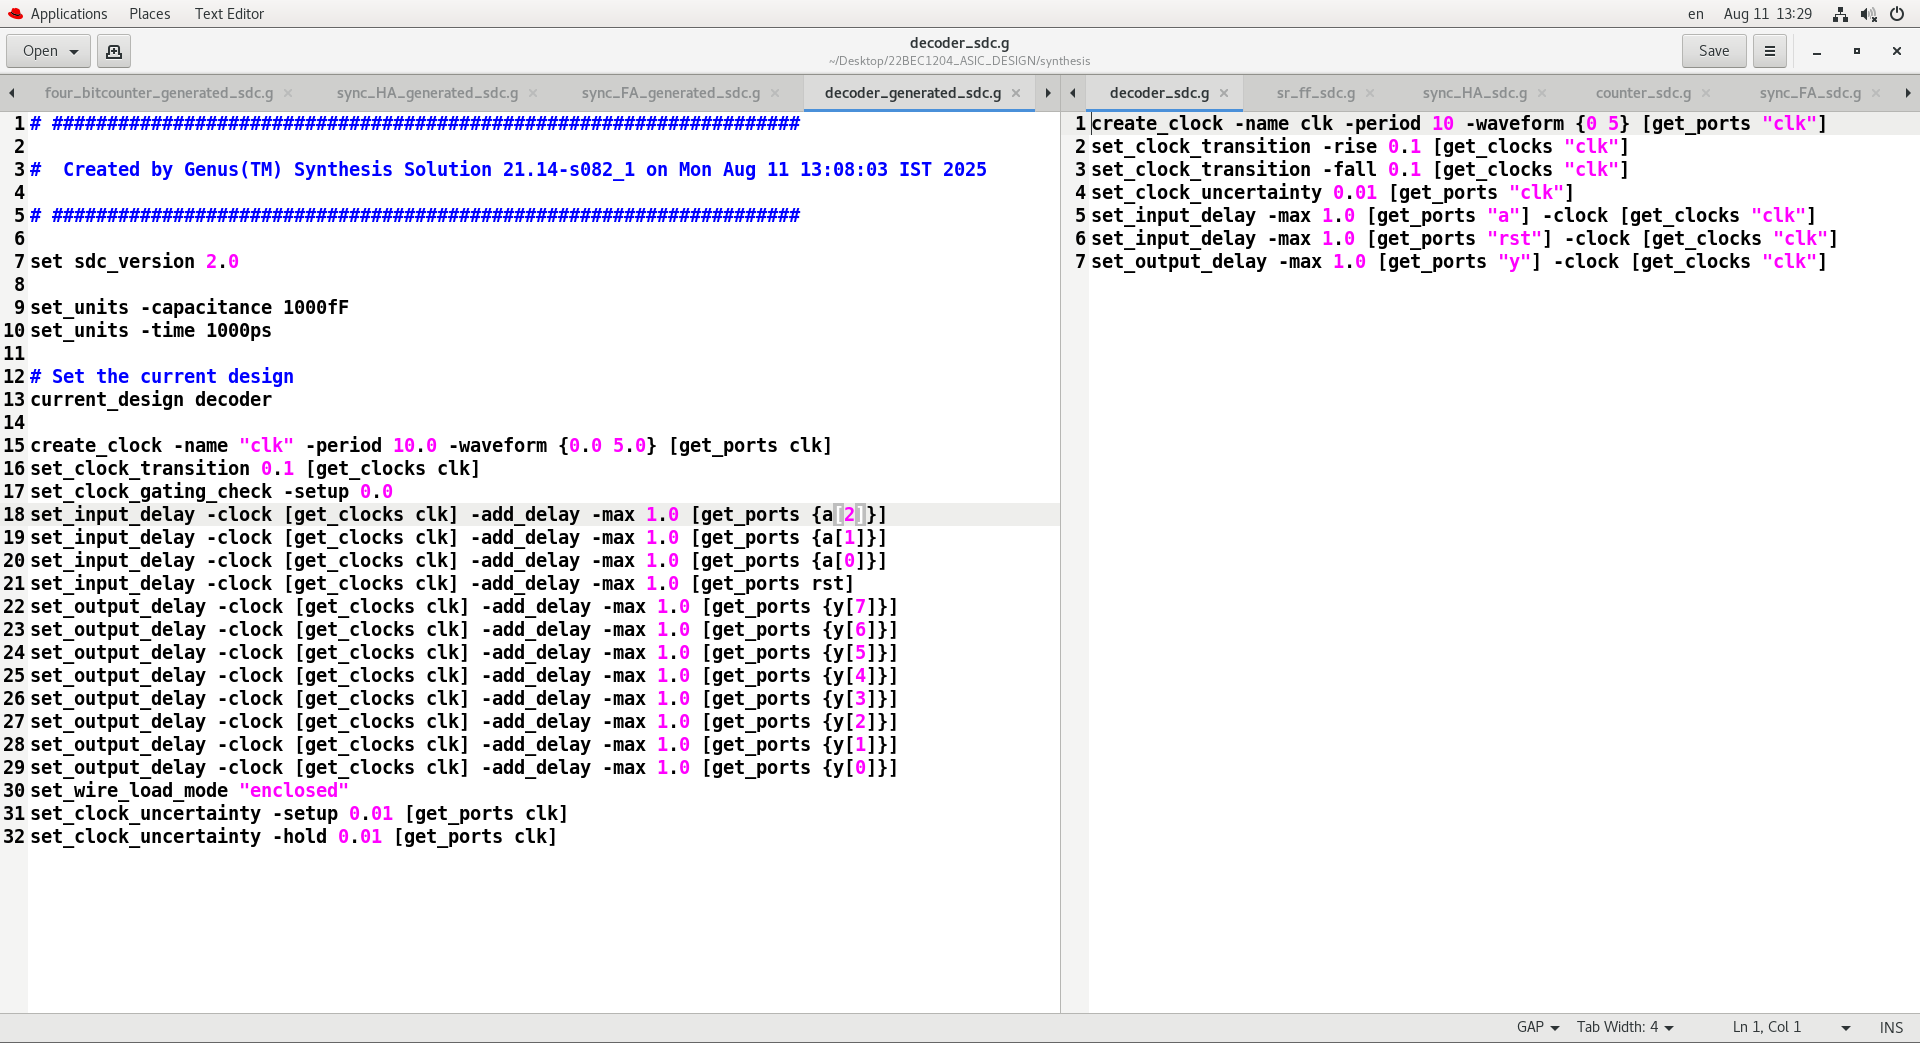 Applications Places Text Editor en Aug 11 13:29
Open decoder_sdc.g Save
~/Desktop/22BEC1204_ASIC_DESIGN/synthesis
four_bitcounter_generated_sdc.g sync_HA_generated_sdc.g sync_FA_generated_sdc.g decoder_generated_sdc.g
1 # ####################################################################
2
3 #  Created by Genus(TM) Synthesis Solution 21.14-s082_1 on Mon Aug 11 13:08:03 IST 2025
4
5 # ####################################################################
6
7 set sdc_version 2.0
8
9 set_units -capacitance 1000fF
10 set_units -time 1000ps
11
12 # Set the current design
13 current_design decoder
14
15 create_clock -name "clk" -period 10.0 -waveform {0.0 5.0} [get_ports clk]
16 set_clock_transition 0.1 [get_clocks clk]
17 set_clock_gating_check -setup 0.0
18 set_input_delay -clock [get_clocks clk] -add_delay -max 1.0 [get_ports {a[2]}]
19 set_input_delay -clock [get_clocks clk] -add_delay -max 1.0 [get_ports {a[1]}]
20 set_input_delay -clock [get_clocks clk] -add_delay -max 1.0 [get_ports {a[0]}]
21 set_input_delay -clock [get_clocks clk] -add_delay -max 1.0 [get_ports rst]
22 set_output_delay -clock [get_clocks clk] -add_delay -max 1.0 [get_ports {y[7]}]
23 set_output_delay -clock [get_clocks clk] -add_delay -max 1.0 [get_ports {y[6]}]
24 set_output_delay -clock [get_clocks clk] -add_delay -max 1.0 [get_ports {y[5]}]
25 set_output_delay -clock [get_clocks clk] -add_delay -max 1.0 [get_ports {y[4]}]
26 set_output_delay -clock [get_clocks clk] -add_delay -max 1.0 [get_ports {y[3]}]
27 set_output_delay -clock [get_clocks clk] -add_delay -max 1.0 [get_ports {y[2]}]
28 set_output_delay -clock [get_clocks clk] -add_delay -max 1.0 [get_ports {y[1]}]
29 set_output_delay -clock [get_clocks clk] -add_delay -max 1.0 [get_ports {y[0]}]
30 set_wire_load_mode "enclosed"
31 set_clock_uncertainty -setup 0.01 [get_ports clk]
32 set_clock_uncertainty -hold 0.01 [get_ports clk]
decoder_sdc.g sr_ff_sdc.g sync_HA_sdc.g counter_sdc.g sync_FA_sdc.g
1 create_clock -name clk -period 10 -waveform {0 5} [get_ports "clk"]
2 set_clock_transition -rise 0.1 [get_clocks "clk"]
3 set_clock_transition -fall 0.1 [get_clocks "clk"]
4 set_clock_uncertainty 0.01 [get_ports "clk"]
5 set_input_delay -max 1.0 [get_ports "a"] -clock [get_clocks "clk"]
6 set_input_delay -max 1.0 [get_ports "rst"] -clock [get_clocks "clk"]
7 set_output_delay -max 1.0 [get_ports "y"] -clock [get_clocks "clk"]
GAP Tab Width: 4 Ln 1, Col 1 INS